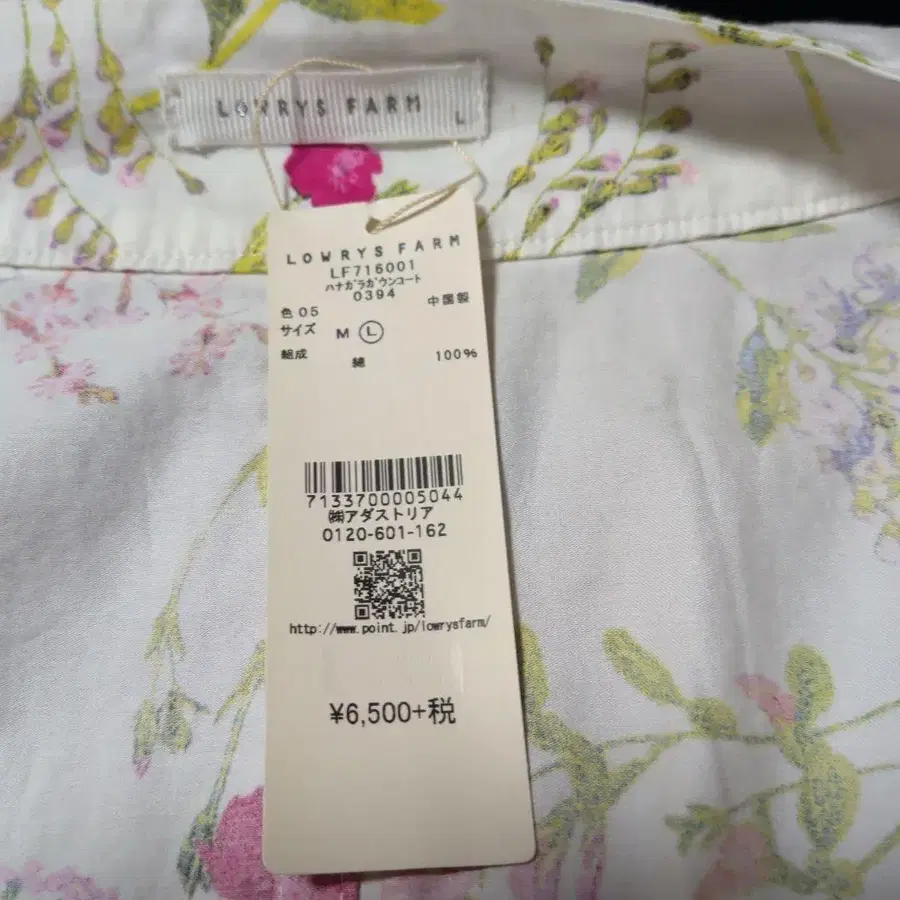 LOWRYS FARM
L
LOWRYS FARM
LF716001
ハナガラガウンコート
0394
色 05 中国製
サイズ M L
組成 綿 100%
7133700005044
㈱アダストリア
0120-601-162
http://www.point.jp/lowrysfarm/
¥6,500+税